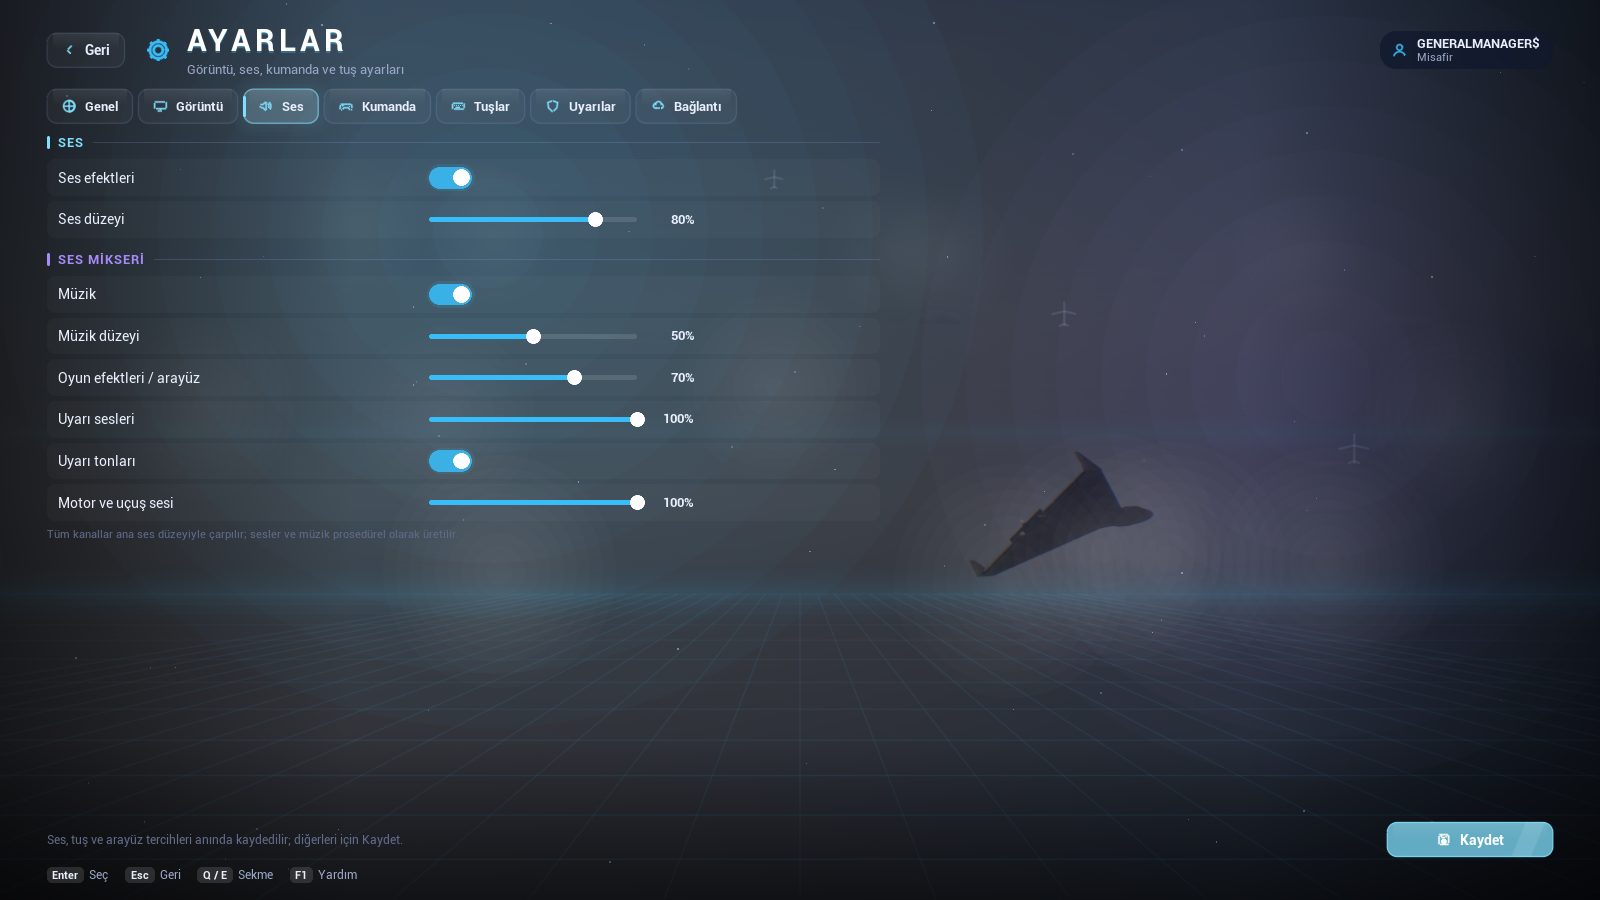 Geri
AYARLAR
Görüntü, ses, kumanda ve tuş ayarları
GENERALMANAGER$
Misafir
Genel Görüntü Ses Kumanda Tuşlar Uyarılar Bağlantı
SES
Ses efektleri
Ses düzeyi 80%
SES MİKSERİ
Müzik
Müzik düzeyi 50%
Oyun efektleri / arayüz 70%
Uyarı sesleri 100%
Uyarı tonları
Motor ve uçuş sesi 100%
Tüm kanallar ana ses düzeyiyle çarpılır; sesler ve müzik prosedürel olarak üretilir.
Ses, tuş ve arayüz tercihleri anında kaydedilir; diğerleri için Kaydet.
Kaydet
Enter Seç Esc Geri Q / E Sekme F1 Yardım